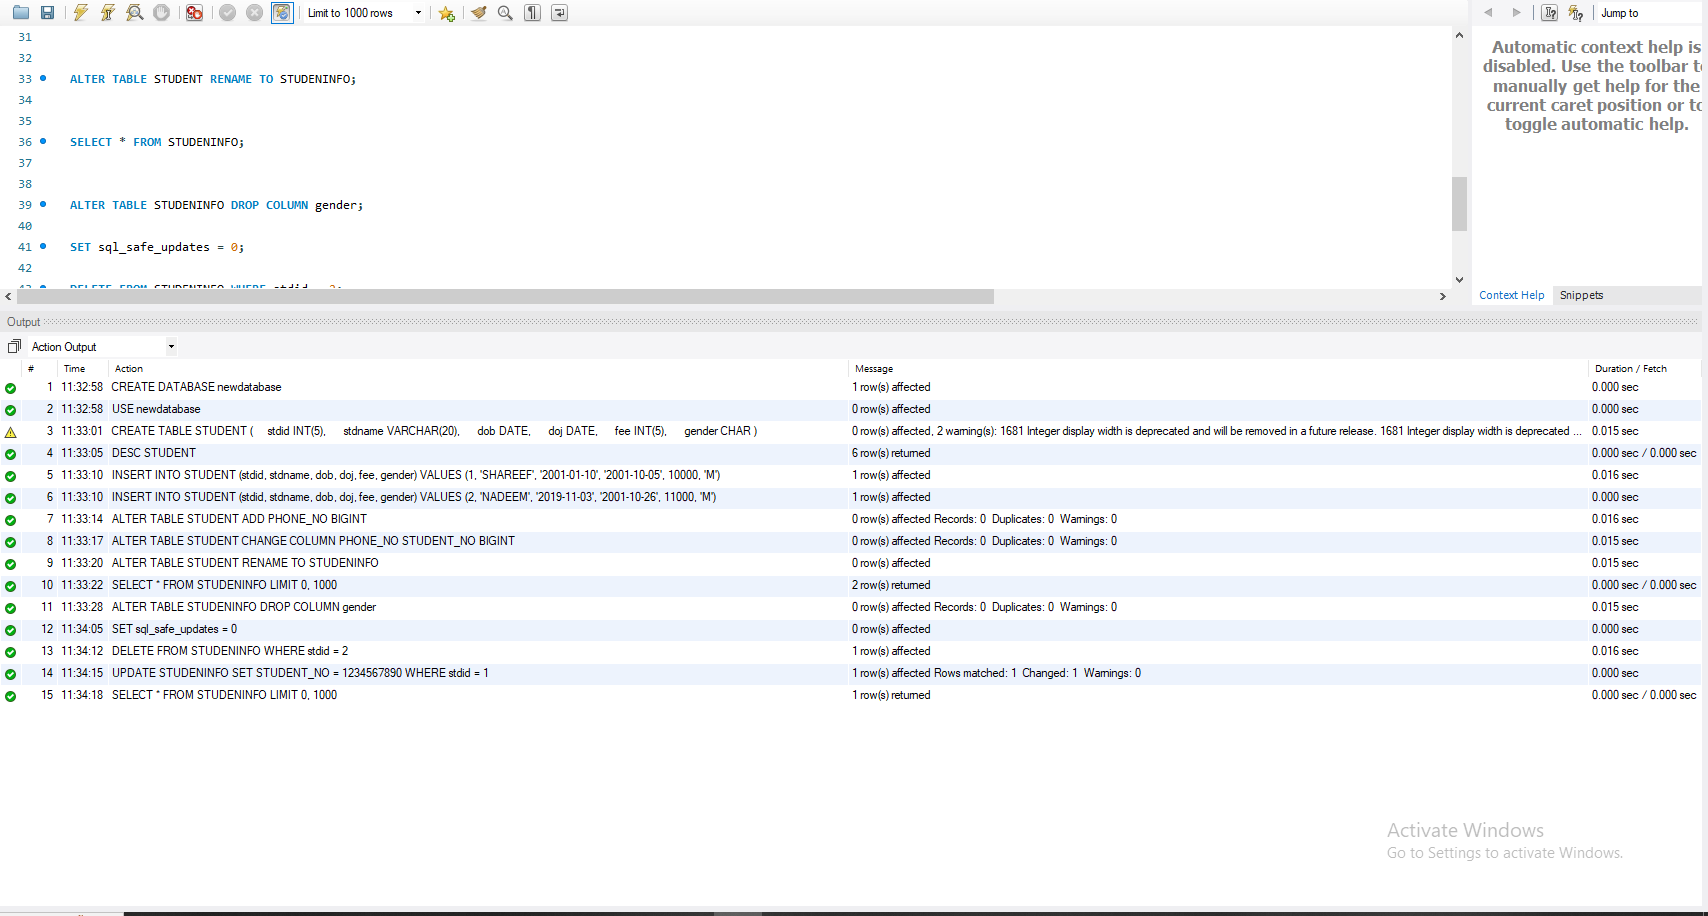 Limit to 1000 rows
Jump to
31
32
33 ALTER TABLE STUDENT RENAME TO STUDENINFO;
34
35
36 SELECT * FROM STUDENINFO;
37
38
39 ALTER TABLE STUDENINFO DROP COLUMN gender;
40
41 SET sql_safe_updates = 0;
42
43 DELETE FROM STUDENINFO WHERE stdid = 2;
Automatic context help is
disabled. Use the toolbar to
manually get help for the
current caret position or to
toggle automatic help.
Context Help Snippets
Output
Action Output
# Time Action Message Duration / Fetch
1 11:32:58 CREATE DATABASE newdatabase 1 row(s) affected 0.000 sec
2 11:32:58 USE newdatabase 0 row(s) affected 0.000 sec
3 11:33:01 CREATE TABLE STUDENT ( stdid INT(5), stdname VARCHAR(20), dob DATE, doj DATE, fee INT(5), gender CHAR ) 0 row(s) affected, 2 warning(s): 1681 Integer display width is deprecated and will be removed in a future release. 1681 Integer display width is deprecated ... 0.015 sec
4 11:33:05 DESC STUDENT 6 row(s) returned 0.000 sec / 0.000 sec
5 11:33:10 INSERT INTO STUDENT (stdid, stdname, dob, doj, fee, gender) VALUES (1, 'SHAREEF', '2001-01-10', '2001-10-05', 10000, 'M') 1 row(s) affected 0.016 sec
6 11:33:10 INSERT INTO STUDENT (stdid, stdname, dob, doj, fee, gender) VALUES (2, 'NADEEM', '2019-11-03', '2001-10-26', 11000, 'M') 1 row(s) affected 0.000 sec
7 11:33:14 ALTER TABLE STUDENT ADD PHONE_NO BIGINT 0 row(s) affected Records: 0 Duplicates: 0 Warnings: 0 0.016 sec
8 11:33:17 ALTER TABLE STUDENT CHANGE COLUMN PHONE_NO STUDENT_NO BIGINT 0 row(s) affected Records: 0 Duplicates: 0 Warnings: 0 0.015 sec
9 11:33:20 ALTER TABLE STUDENT RENAME TO STUDENINFO 0 row(s) affected 0.015 sec
10 11:33:22 SELECT * FROM STUDENINFO LIMIT 0, 1000 2 row(s) returned 0.000 sec / 0.000 sec
11 11:33:28 ALTER TABLE STUDENINFO DROP COLUMN gender 0 row(s) affected Records: 0 Duplicates: 0 Warnings: 0 0.015 sec
12 11:34:05 SET sql_safe_updates = 0 0 row(s) affected 0.000 sec
13 11:34:12 DELETE FROM STUDENINFO WHERE stdid = 2 1 row(s) affected 0.016 sec
14 11:34:15 UPDATE STUDENINFO SET STUDENT_NO = 1234567890 WHERE stdid = 1 1 row(s) affected Rows matched: 1 Changed: 1 Warnings: 0 0.000 sec
15 11:34:18 SELECT * FROM STUDENINFO LIMIT 0, 1000 1 row(s) returned 0.000 sec / 0.000 sec
Activate Windows
Go to Settings to activate Windows.